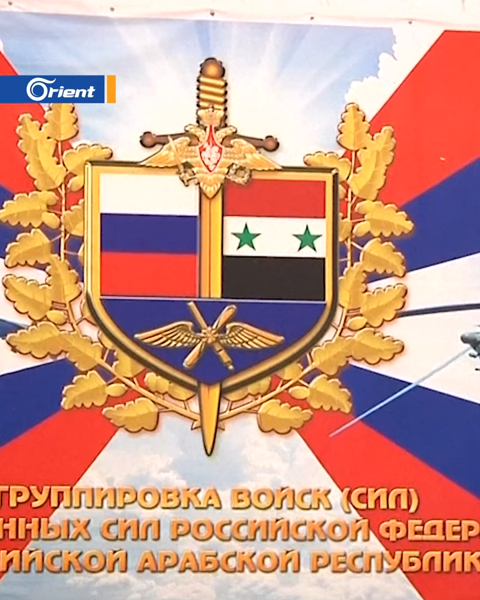 Orient
ГРУППИРОВКА ВОЙСК (СИЛ)
ННЫХ СИЛ РОССИЙСКОЙ ФЕДЕР
ИЙСКОЙ АРАБСКОЙ РЕСПУБЛИК